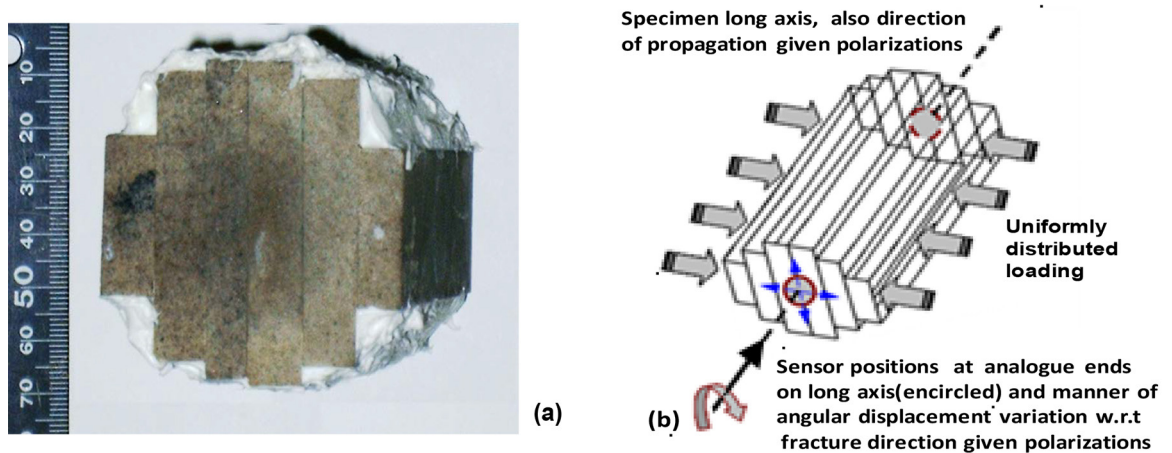 10
20
30
40
50
60
70
(a)
Specimen long axis, also direction
of propagation given polarizations
Uniformly
distributed
loading
Sensor positions at analogue ends
on long axis(encircled) and manner of
angular displacement variation w.r.t
fracture direction given polarizations
(b)